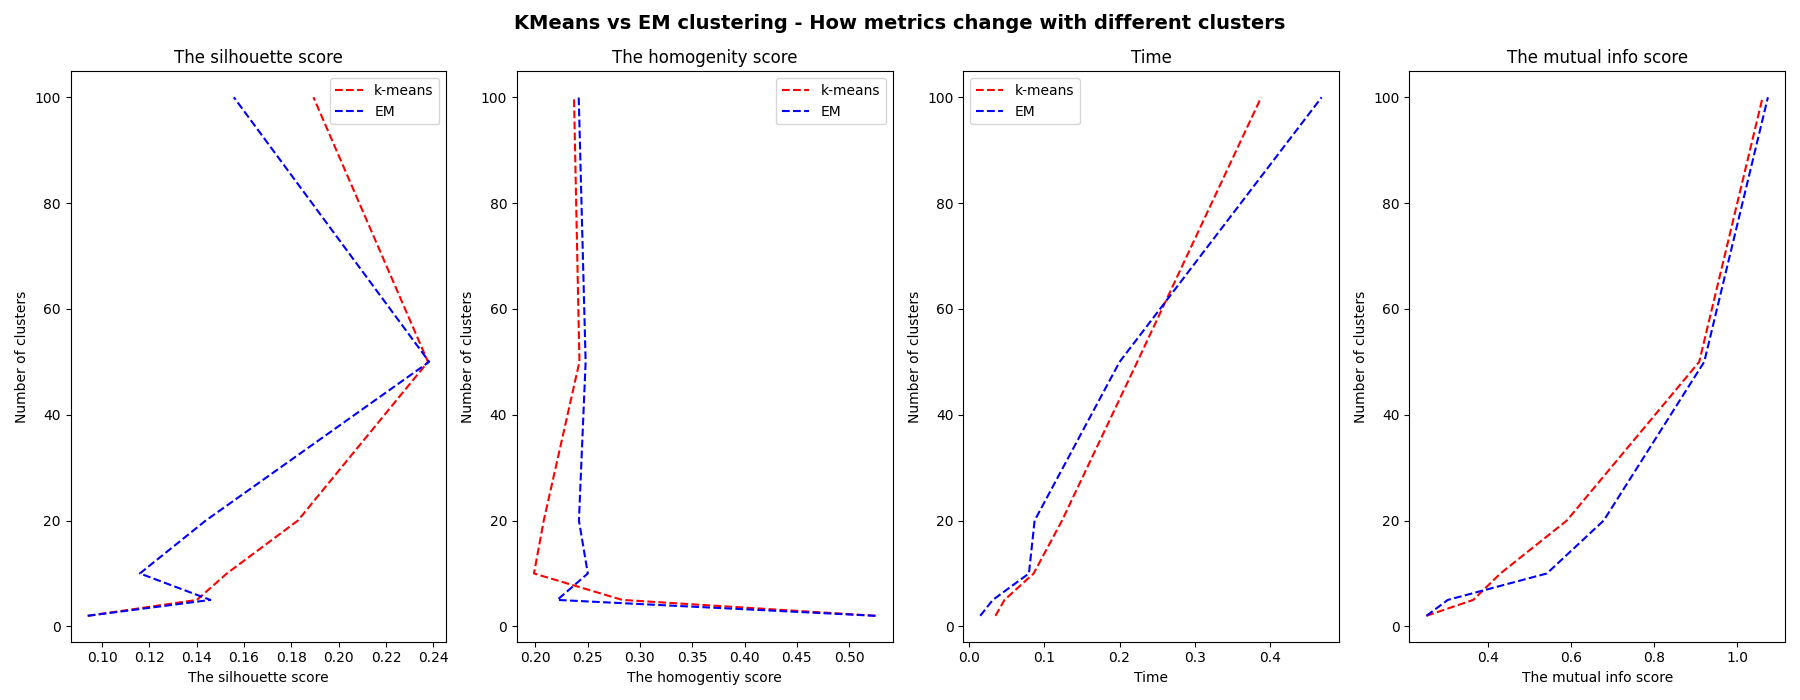 KMeans vs EM clustering - How metrics change with different clusters
The silhouette score
k-means
EM
100
80
60
40
20
0
Number of clusters
0.10 0.12 0.14 0.16 0.18 0.20 0.22 0.24
The silhouette score
The homogenity score
k-means
EM
100
80
60
40
20
0
Number of clusters
0.20 0.25 0.30 0.35 0.40 0.45 0.50
The homogentiy score
Time
k-means
EM
100
80
60
40
20
0
Number of clusters
0.0 0.1 0.2 0.3 0.4
Time
The mutual info score
100
80
60
40
20
0
Number of clusters
0.4 0.6 0.8 1.0
The mutual info score